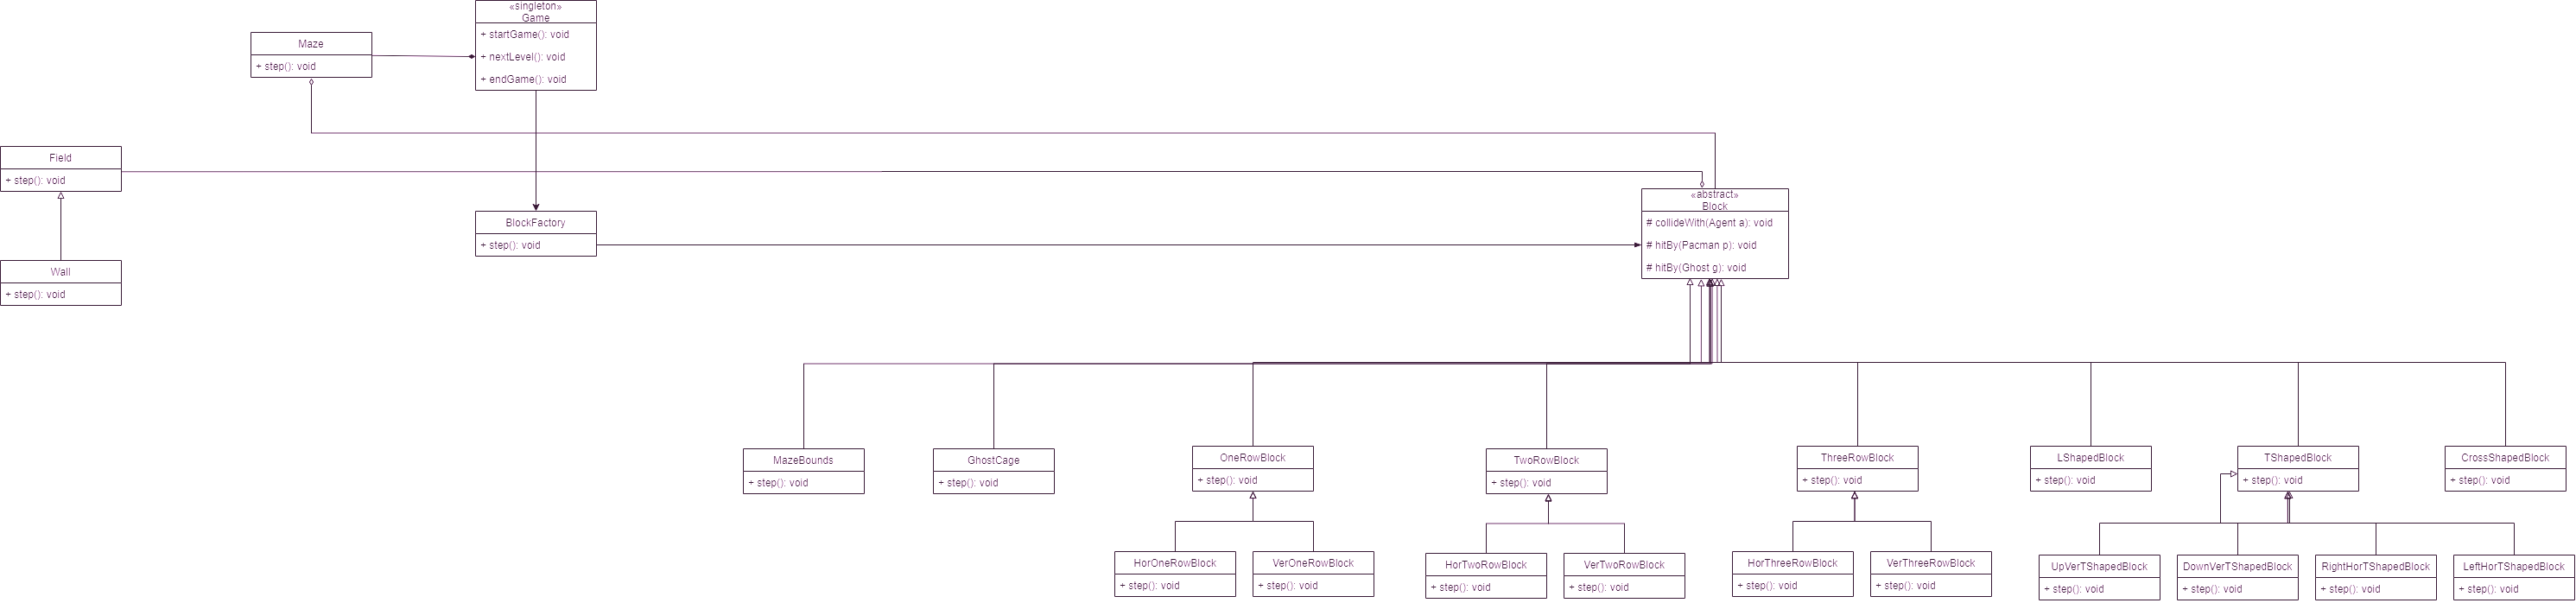 «singleton»
Game
+ startGame(): void
+ nextLevel(): void
+ endGame(): void
Maze
+ step(): void
Field
+ step(): void
Wall
+ step(): void
BlockFactory
+ step(): void
«abstract»
Block
# collideWith(Agent a): void
# hitBy(Pacman p): void
# hitBy(Ghost g): void
MazeBounds
+ step(): void
GhostCage
+ step(): void
OneRowBlock
+ step(): void
TwoRowBlock
+ step(): void
ThreeRowBlock
+ step(): void
LShapedBlock
+ step(): void
TShapedBlock
+ step(): void
CrossShapedBlock
+ step(): void
HorOneRowBlock
+ step(): void
VerOneRowBlock
+ step(): void
HorTwoRowBlock
+ step(): void
VerTwoRowBlock
+ step(): void
HorThreeRowBlock
+ step(): void
VerThreeRowBlock
+ step(): void
UpVerTShapedBlock
+ step(): void
DownVerTShapedBlock
+ step(): void
RightHorTShapedBlock
+ step(): void
LeftHorTShapedBlock
+ step(): void